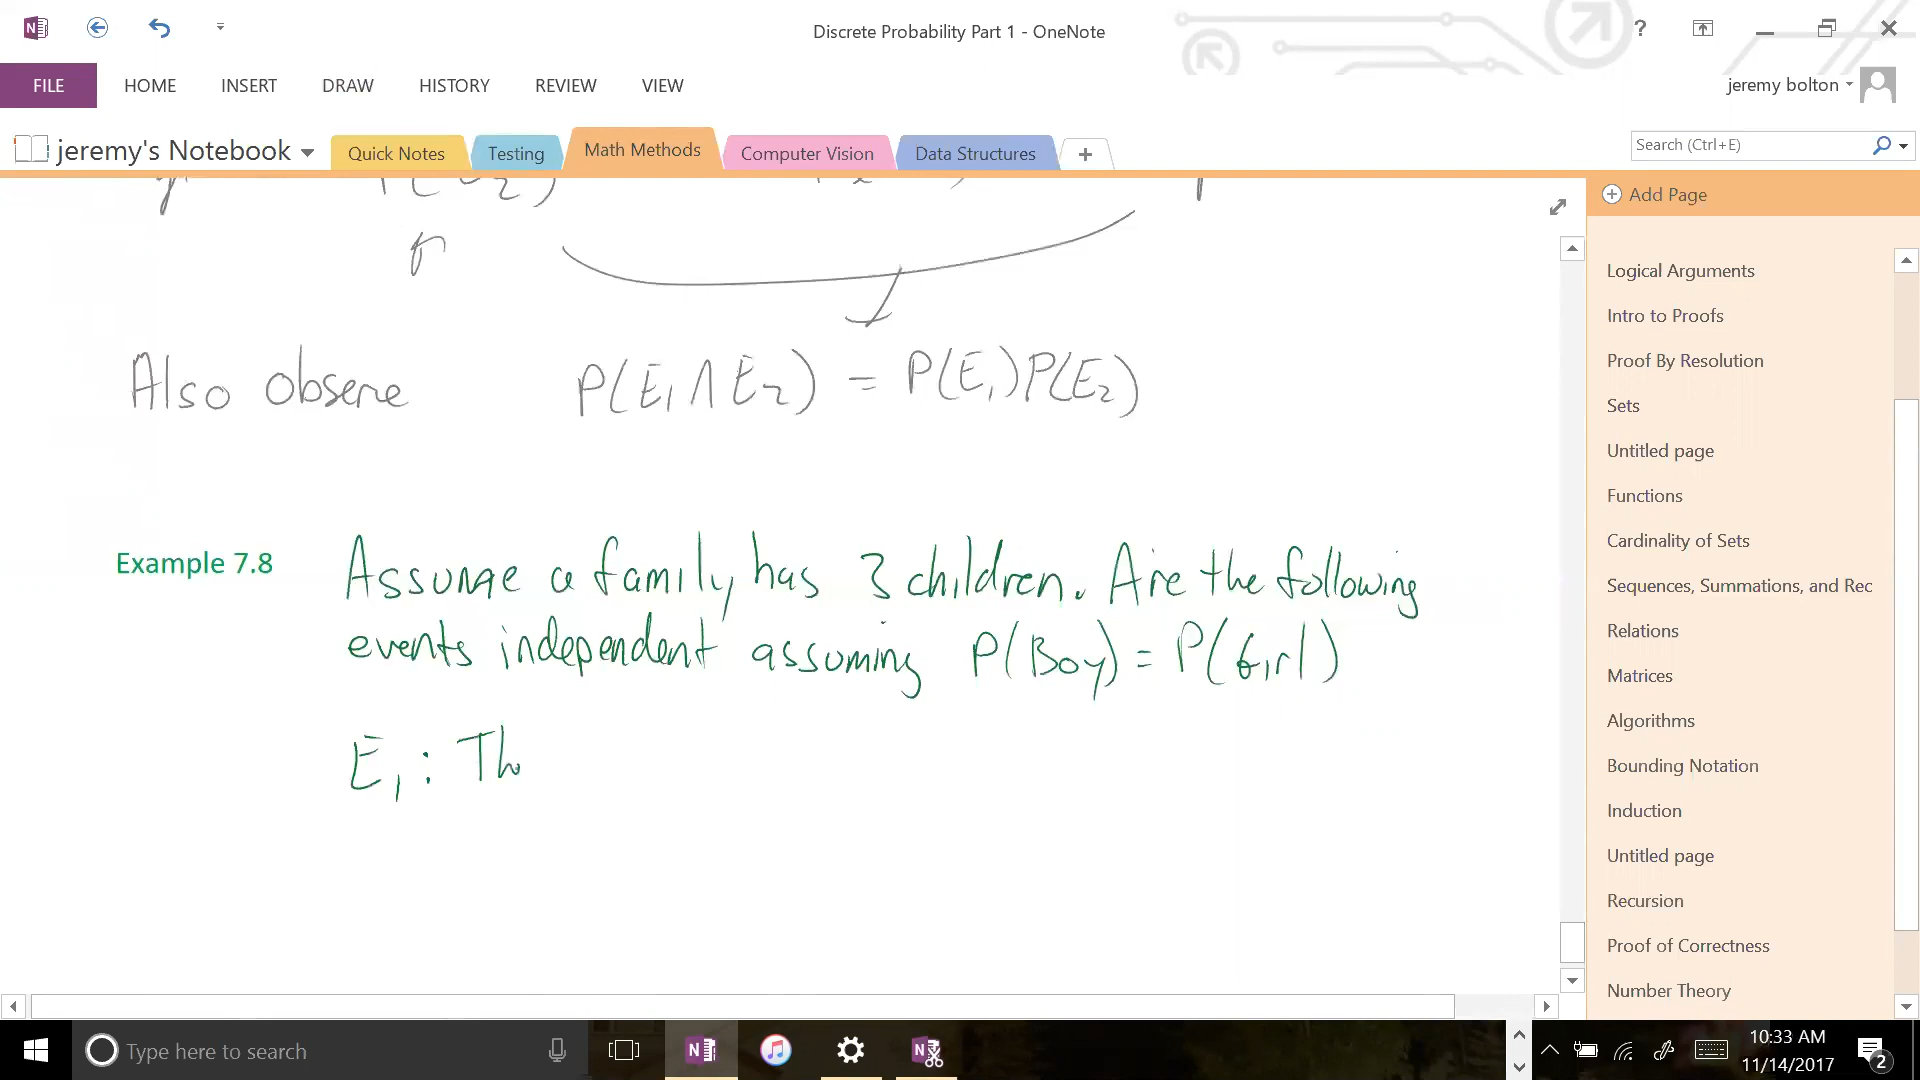 Discrete Probability Part 1 - OneNote
?
FILE HOME INSERT DRAW HISTORY REVIEW VIEW
jeremy bolton
jeremy's Notebook
Quick Notes Testing Math Methods Computer Vision Data Structures +
Search (Ctrl+E)
Add Page
Also obserne P(E₁ ∧ E₂) = P(E₁)P(E₂)
Example 7.8 Assume a family has 3 children. Are the following
events independent assuming P(Boy) = P(Girl)
E₁ : Th
Logical Arguments
Intro to Proofs
Proof By Resolution
Sets
Untitled page
Functions
Cardinality of Sets
Sequences, Summations, and Rec
Relations
Matrices
Algorithms
Bounding Notation
Induction
Untitled page
Recursion
Proof of Correctness
Number Theory
Type here to search
10:33 AM
11/14/2017
2